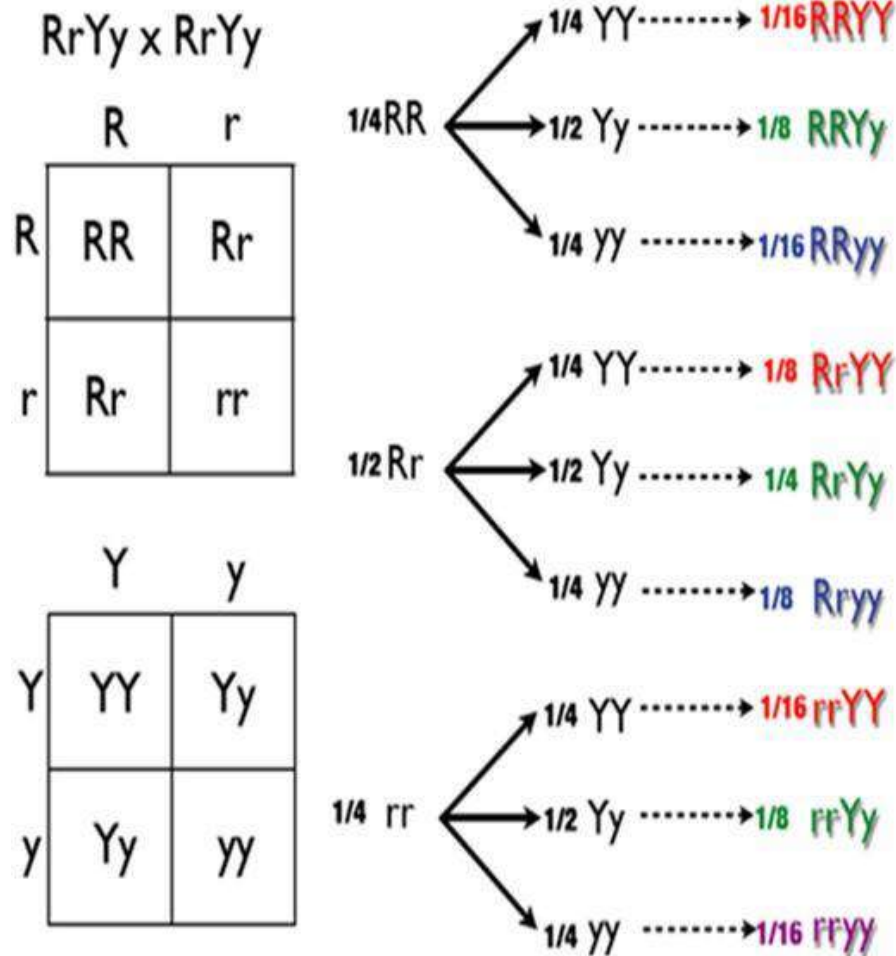 RrYy x RrYy
R r
R RR Rr
r Rr rr
Y y
Y YY Yy
y Yy yy
1/4 YY 1/16 RRYY
1/4 RR 1/2 Yy 1/8 RRYy
1/4 yy 1/16 RRyy
1/4 YY 1/8 RrYY
1/2 Rr 1/2 Yy 1/4 RrYy
1/4 yy 1/8 Rryy
1/4 YY 1/16 rrYY
1/4 rr 1/2 Yy 1/8 rrYy
1/4 yy 1/16 rryy